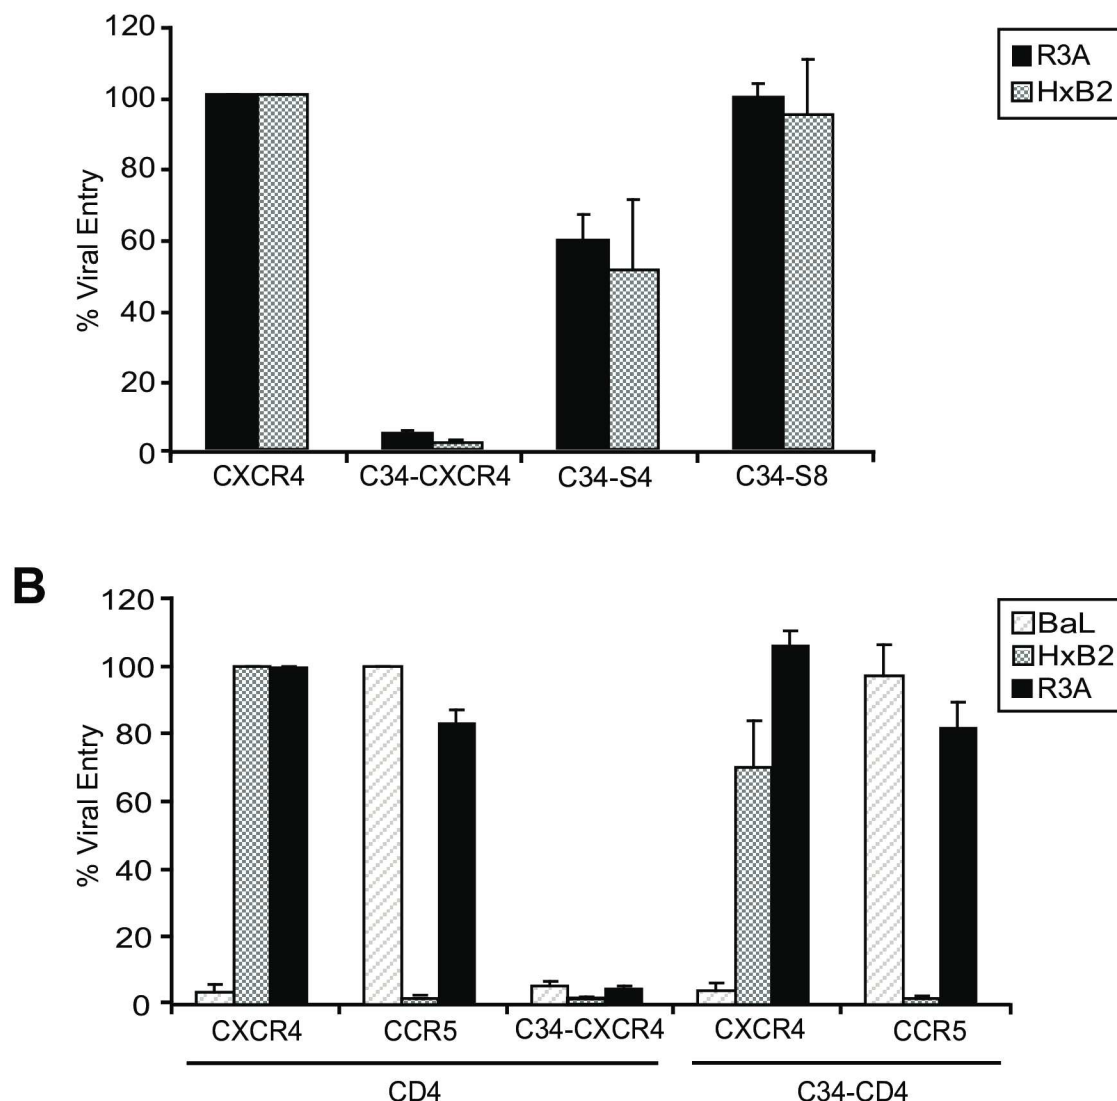 120
100
80
60
40
20
0
% Viral Entry
CXCR4 C34-CXCR4 C34-S4 C34-S8
R3A
HxB2
B
120
100
80
60
40
20
0
% Viral Entry
CXCR4 CCR5 C34-CXCR4 CXCR4 CCR5
CD4 C34-CD4
BaL
HxB2
R3A